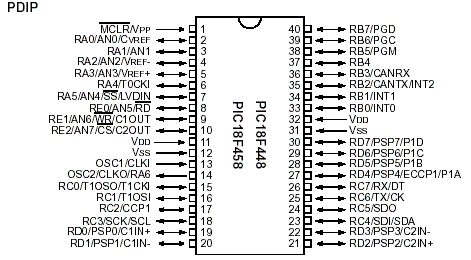 PDIP
MCLR/VPP 1 40 RB7/PGD
RA0/AN0/CVREF 2 39 RB6/PGC
RA1/AN1 3 38 RB5/PGM
RA2/AN2/VREF- 4 37 RB4
RA3/AN3/VREF+ 5 36 RB3/CANRX
RA4/T0CKI 6 35 RB2/CANTX/INT2
RA5/AN4/SS/LVDIN 7 34 RB1/INT1
RE0/AN5/RD 8 33 RB0/INT0
RE1/AN6/WR/C1OUT 9 32 VDD
RE2/AN7/CS/C2OUT 10 31 VSS
VDD 11 30 RD7/PSP7/P1D
VSS 12 29 RD6/PSP6/P1C
OSC1/CLKI 13 28 RD5/PSP5/P1B
OSC2/CLKO/RA6 14 27 RD4/PSP4/ECCP1/P1A
RC0/T1OSO/T1CKI 15 26 RC7/RX/DT
RC1/T1OSI 16 25 RC6/TX/CK
RC2/CCP1 17 24 RC5/SDO
RC3/SCK/SCL 18 23 RC4/SDI/SDA
RD0/PSP0/C1IN+ 19 22 RD3/PSP3/C2IN-
RD1/PSP1/C1IN- 20 21 RD2/PSP2/C2IN+
PIC18F448
PIC18F458